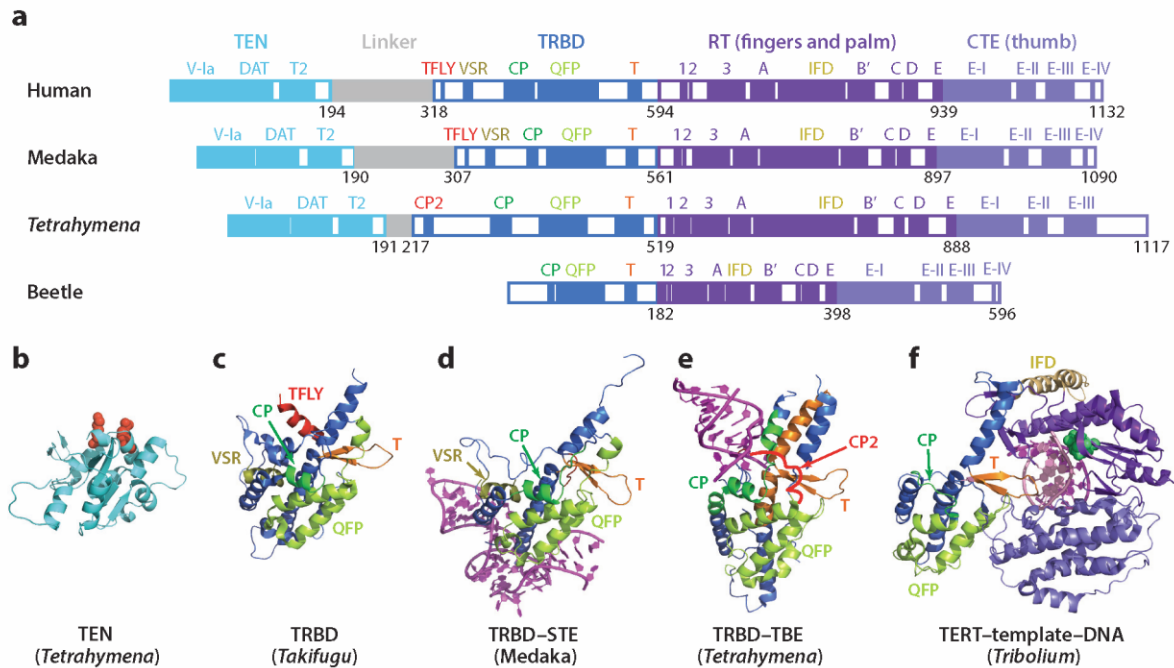 a
TEN Linker TRBD RT (fingers and palm) CTE (thumb)
V-Ia DAT T2 TFLY VSR CP QFP T 1 2 3 A IFD B′ C D E E-I E-II E-III E-IV
Human
194 318 594 939 1132
V-Ia DAT T2 TFLY VSR CP QFP T 1 2 3 A IFD B′ C D E E-I E-II E-III E-IV
Medaka
190 307 561 897 1090
V-Ia DAT T2 CP2 CP QFP T 1 2 3 A IFD B′ C D E E-I E-II E-III
Tetrahymena
191 217 519 888 1117
CP QFP T 1 2 3 A IFD B′ C D E E-I E-II E-III E-IV
Beetle
182 398 596
b
TEN
(Tetrahymena)
c
TFLY
CP
VSR
T
QFP
TRBD
(Takifugu)
d
CP
VSR
T
QFP
TRBD–STE
(Medaka)
e
CP2
CP
T
QFP
TRBD–TBE
(Tetrahymena)
f
IFD
CP
T
QFP
TERT–template–DNA
(Tribolium)